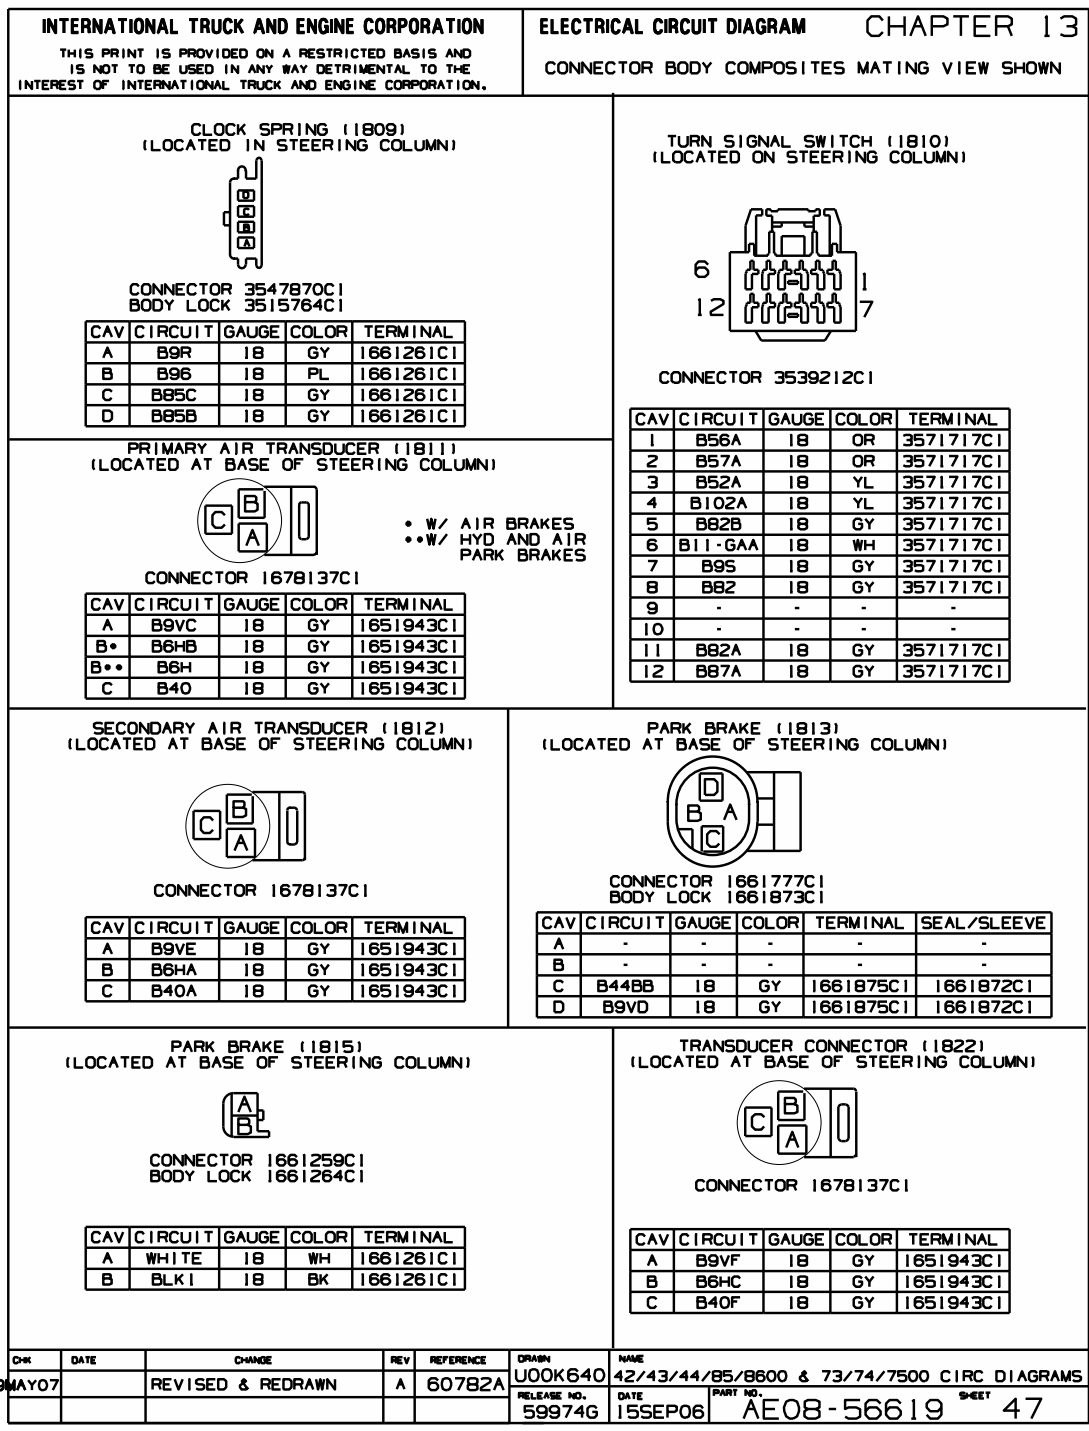 INTERNATIONAL TRUCK AND ENGINE CORPORATION
THIS PRINT IS PROVIDED ON A RESTRICTED BASIS AND
IS NOT TO BE USED IN ANY WAY DETRIMENTAL TO THE
INTEREST OF INTERNATIONAL TRUCK AND ENGINE CORPORATION.
ELECTRICAL CIRCUIT DIAGRAM CHAPTER 13
CONNECTOR BODY COMPOSITES MATING VIEW SHOWN
CLOCK SPRING (1809)
(LOCATED IN STEERING COLUMN)
D
C
B
A
CONNECTOR 3547870C1
BODY LOCK 3515764C1
CAV CIRCUIT GAUGE COLOR TERMINAL
A B9R 18 GY 1661261C1
B B96 18 PL 1661261C1
C B85C 18 GY 1661261C1
D B85B 18 GY 1661261C1
TURN SIGNAL SWITCH (1810)
(LOCATED ON STEERING COLUMN)
6 1
12 7
CONNECTOR 3539212C1
CAV CIRCUIT GAUGE COLOR TERMINAL
1 B56A 18 OR 3571717C1
2 B57A 18 OR 3571717C1
3 B52A 18 YL 3571717C1
4 B102A 18 YL 3571717C1
5 B82B 18 GY 3571717C1
6 B11-GAA 18 WH 3571717C1
7 B9S 18 GY 3571717C1
8 B82 18 GY 3571717C1
9 - - - -
10 - - - -
11 B82A 18 GY 3571717C1
12 B87A 18 GY 3571717C1
PRIMARY AIR TRANSDUCER (1811)
(LOCATED AT BASE OF STEERING COLUMN)
B
C
A
• W/ AIR BRAKES
••W/ HYD AND AIR
PARK BRAKES
CONNECTOR 1678137C1
CAV CIRCUIT GAUGE COLOR TERMINAL
A B9VC 18 GY 1651943C1
B• B6HB 18 GY 1651943C1
B•• B6H 18 GY 1651943C1
C B40 18 GY 1651943C1
SECONDARY AIR TRANSDUCER (1812)
(LOCATED AT BASE OF STEERING COLUMN)
B
C
A
CONNECTOR 1678137C1
CAV CIRCUIT GAUGE COLOR TERMINAL
A B9VE 18 GY 1651943C1
B B6HA 18 GY 1651943C1
C B40A 18 GY 1651943C1
PARK BRAKE (1813)
(LOCATED AT BASE OF STEERING COLUMN)
D
B A
C
CONNECTOR 1661777C1
BODY LOCK 1661873C1
CAV CIRCUIT GAUGE COLOR TERMINAL SEAL/SLEEVE
A - - - - -
B - - - - -
C B44BB 18 GY 1661875C1 1661872C1
D B9VD 18 GY 1661875C1 1661872C1
PARK BRAKE (1815)
(LOCATED AT BASE OF STEERING COLUMN)
A
B
CONNECTOR 1661259C1
BODY LOCK 1661264C1
CAV CIRCUIT GAUGE COLOR TERMINAL
A WHITE 18 WH 1661261C1
B BLK1 18 BK 1661261C1
TRANSDUCER CONNECTOR (1822)
(LOCATED AT BASE OF STEERING COLUMN)
B
C
A
CONNECTOR 1678137C1
CAV CIRCUIT GAUGE COLOR TERMINAL
A B9VF 18 GY 1651943C1
B B6HC 18 GY 1651943C1
C B40F 18 GY 1651943C1
CHK DATE CHANGE REV REFERENCE
9MAY07 REVISED & REDRAWN A 60782A
DRAWN
U00K640
NAME
42/43/44/85/8600 & 73/74/7500 CIRC DIAGRAMS
RELEASE NO.
59974G
DATE
15SEP06
PART NO.
AE08-56619
SHEET
47